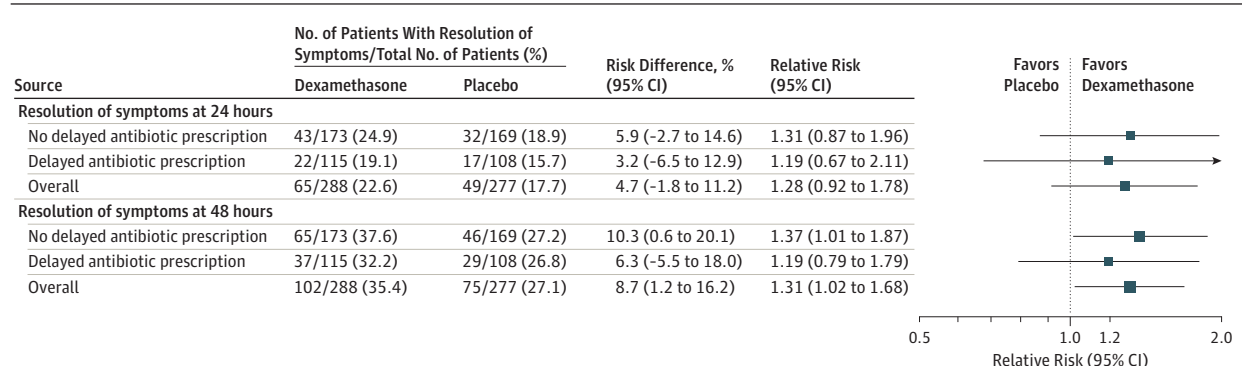 No. of Patients With Resolution of
Symptoms/Total No. of Patients (%)
Risk Difference, %
(95% CI)
Relative Risk
(95% CI)
Favors
Placebo
Favors
Dexamethasone
Source
Dexamethasone
Placebo
Resolution of symptoms at 24 hours
No delayed antibiotic prescription 43/173 (24.9) 32/169 (18.9) 5.9 (-2.7 to 14.6) 1.31 (0.87 to 1.96)
Delayed antibiotic prescription 22/115 (19.1) 17/108 (15.7) 3.2 (-6.5 to 12.9) 1.19 (0.67 to 2.11)
Overall 65/288 (22.6) 49/277 (17.7) 4.7 (-1.8 to 11.2) 1.28 (0.92 to 1.78)
Resolution of symptoms at 48 hours
No delayed antibiotic prescription 65/173 (37.6) 46/169 (27.2) 10.3 (0.6 to 20.1) 1.37 (1.01 to 1.87)
Delayed antibiotic prescription 37/115 (32.2) 29/108 (26.8) 6.3 (-5.5 to 18.0) 1.19 (0.79 to 1.79)
Overall 102/288 (35.4) 75/277 (27.1) 8.7 (1.2 to 16.2) 1.31 (1.02 to 1.68)
0.5 1.0 1.2 2.0
Relative Risk (95% CI)